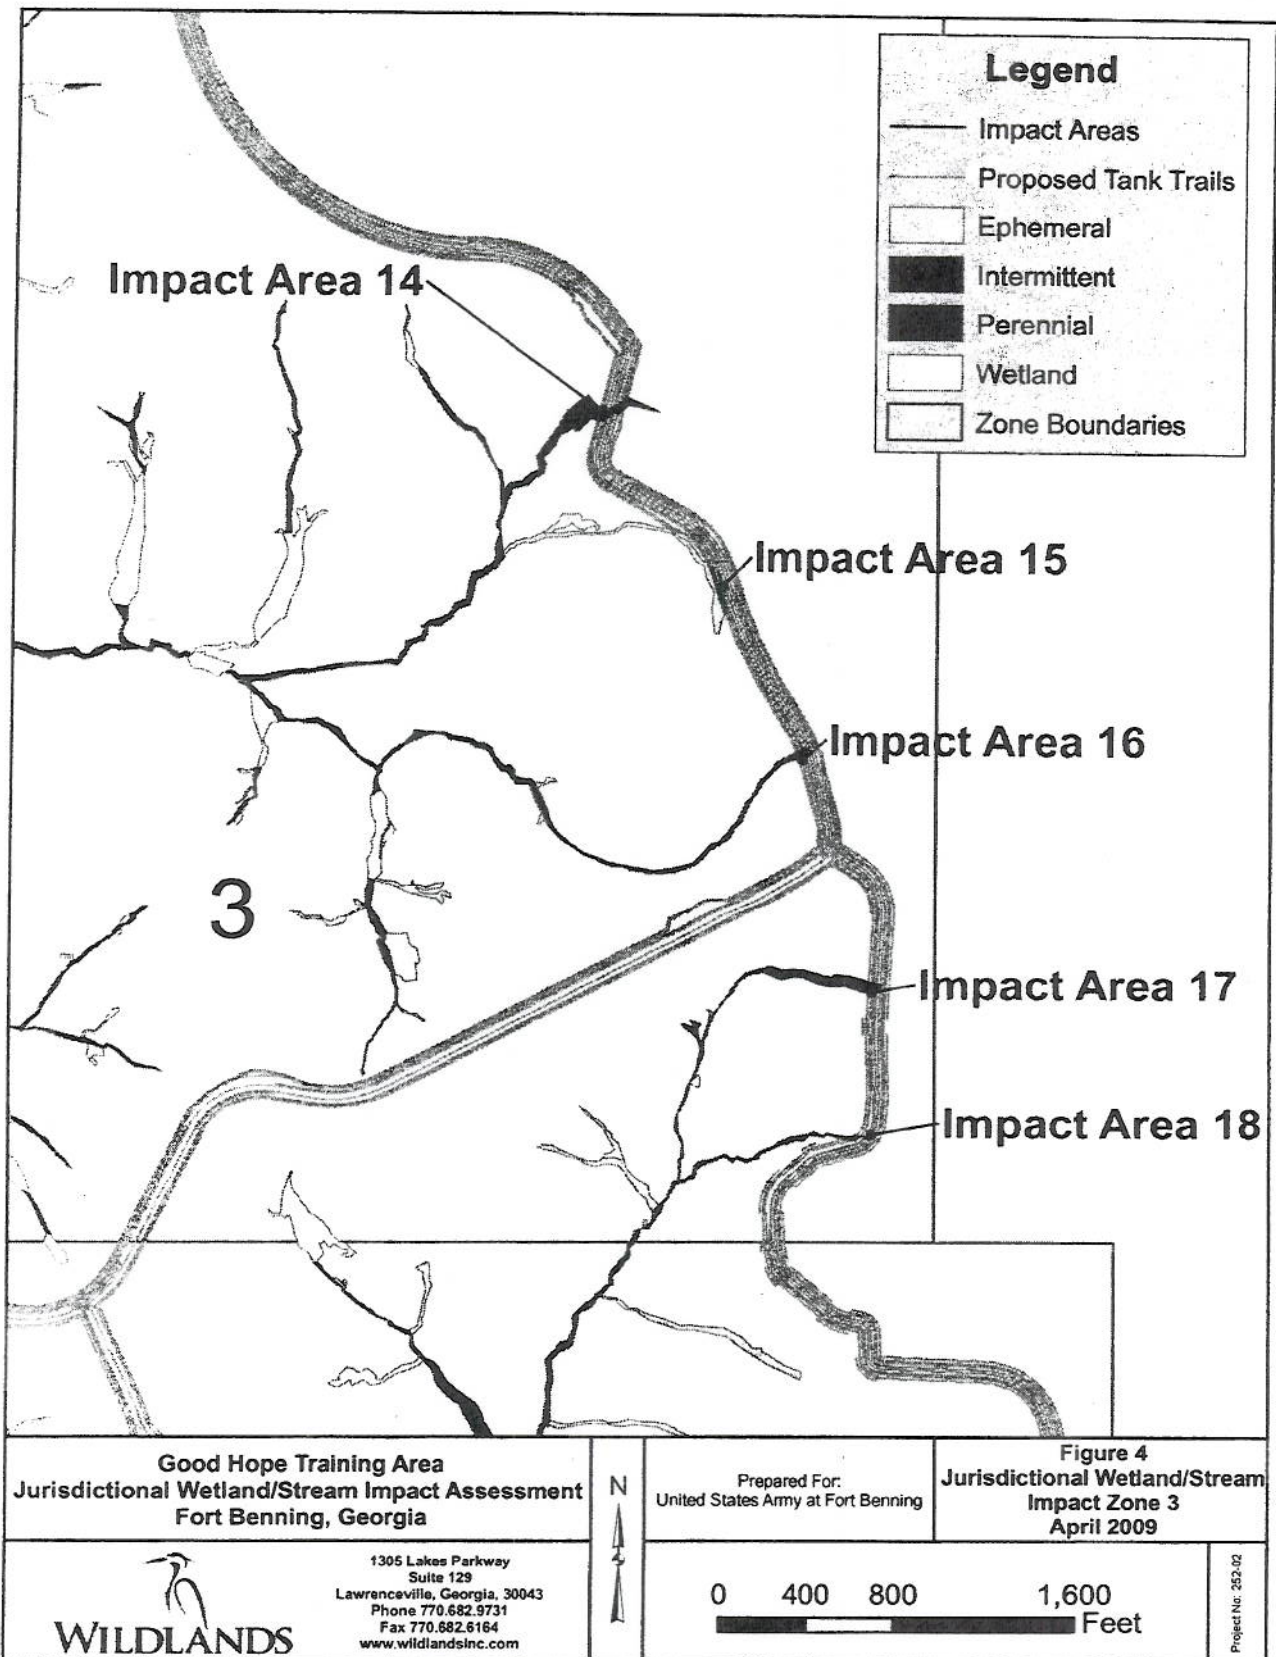 Legend
Impact Areas
Proposed Tank Trails
Ephemeral
Intermittent
Perennial
Wetland
Zone Boundaries
Impact Area 14
Impact Area 15
Impact Area 16
3
Impact Area 17
Impact Area 18
Good Hope Training Area
Jurisdictional Wetland/Stream Impact Assessment
Fort Benning, Georgia
N
Prepared For:
United States Army at Fort Benning
Figure 4
Jurisdictional Wetland/Stream
Impact Zone 3
April 2009
WILDLANDS
1305 Lakes Parkway
Suite 129
Lawrenceville, Georgia, 30043
Phone 770.682.9731
Fax 770.682.6164
www.wildlandsinc.com
0 400 800 1,600
Feet
Project No: 252-02